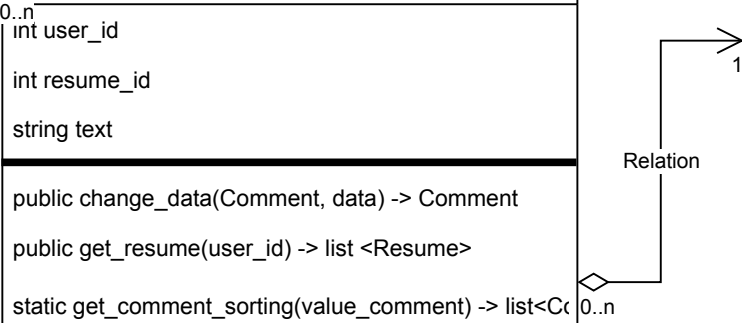 0..n
int user_id
1
int resume_id
string text
Relation
public change_data(Comment, data) -> Comment
public get_resume(user_id) -> list <Resume>
static get_comment_sorting(value_comment) -> list<Co
0..n